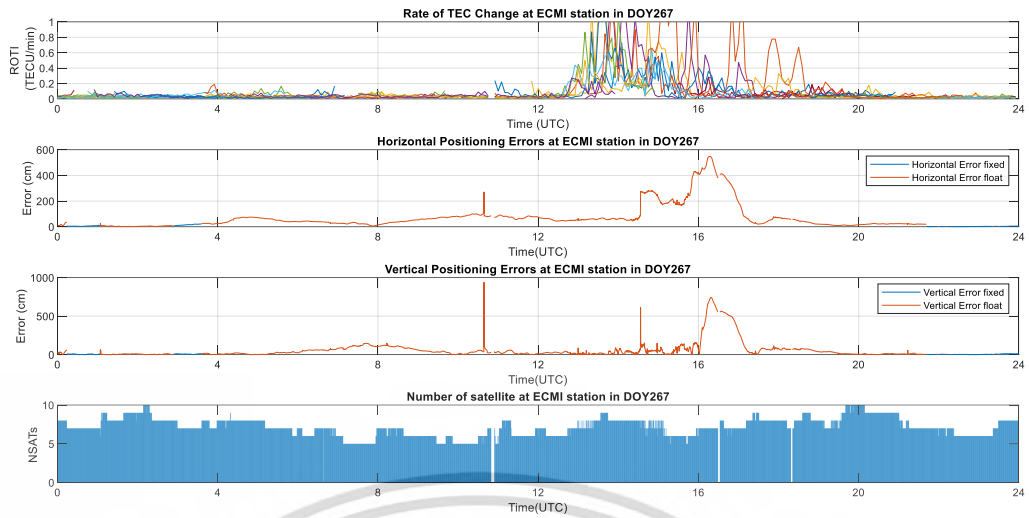 Rate of TEC Change at ECMI station in DOY267
ROTI
(TECU/min)
1
0.8
0.6
0.4
0.2
0
0 4 8 12 16 20 24
Time (UTC)
Horizontal Positioning Errors at ECMI station in DOY267
Error (cm)
600
400
200
0
Horizontal Error fixed
Horizontal Error float
0 4 8 12 16 20 24
Time(UTC)
Vertical Positioning Errors at ECMI station in DOY267
Error (cm)
1000
500
0
Vertical Error fixed
Vertical Error float
0 4 8 12 16 20 24
Time(UTC)
Number of satellite at ECMI station in DOY267
NSATs
10
5
0
0 4 8 12 16 20 24
Time(UTC)